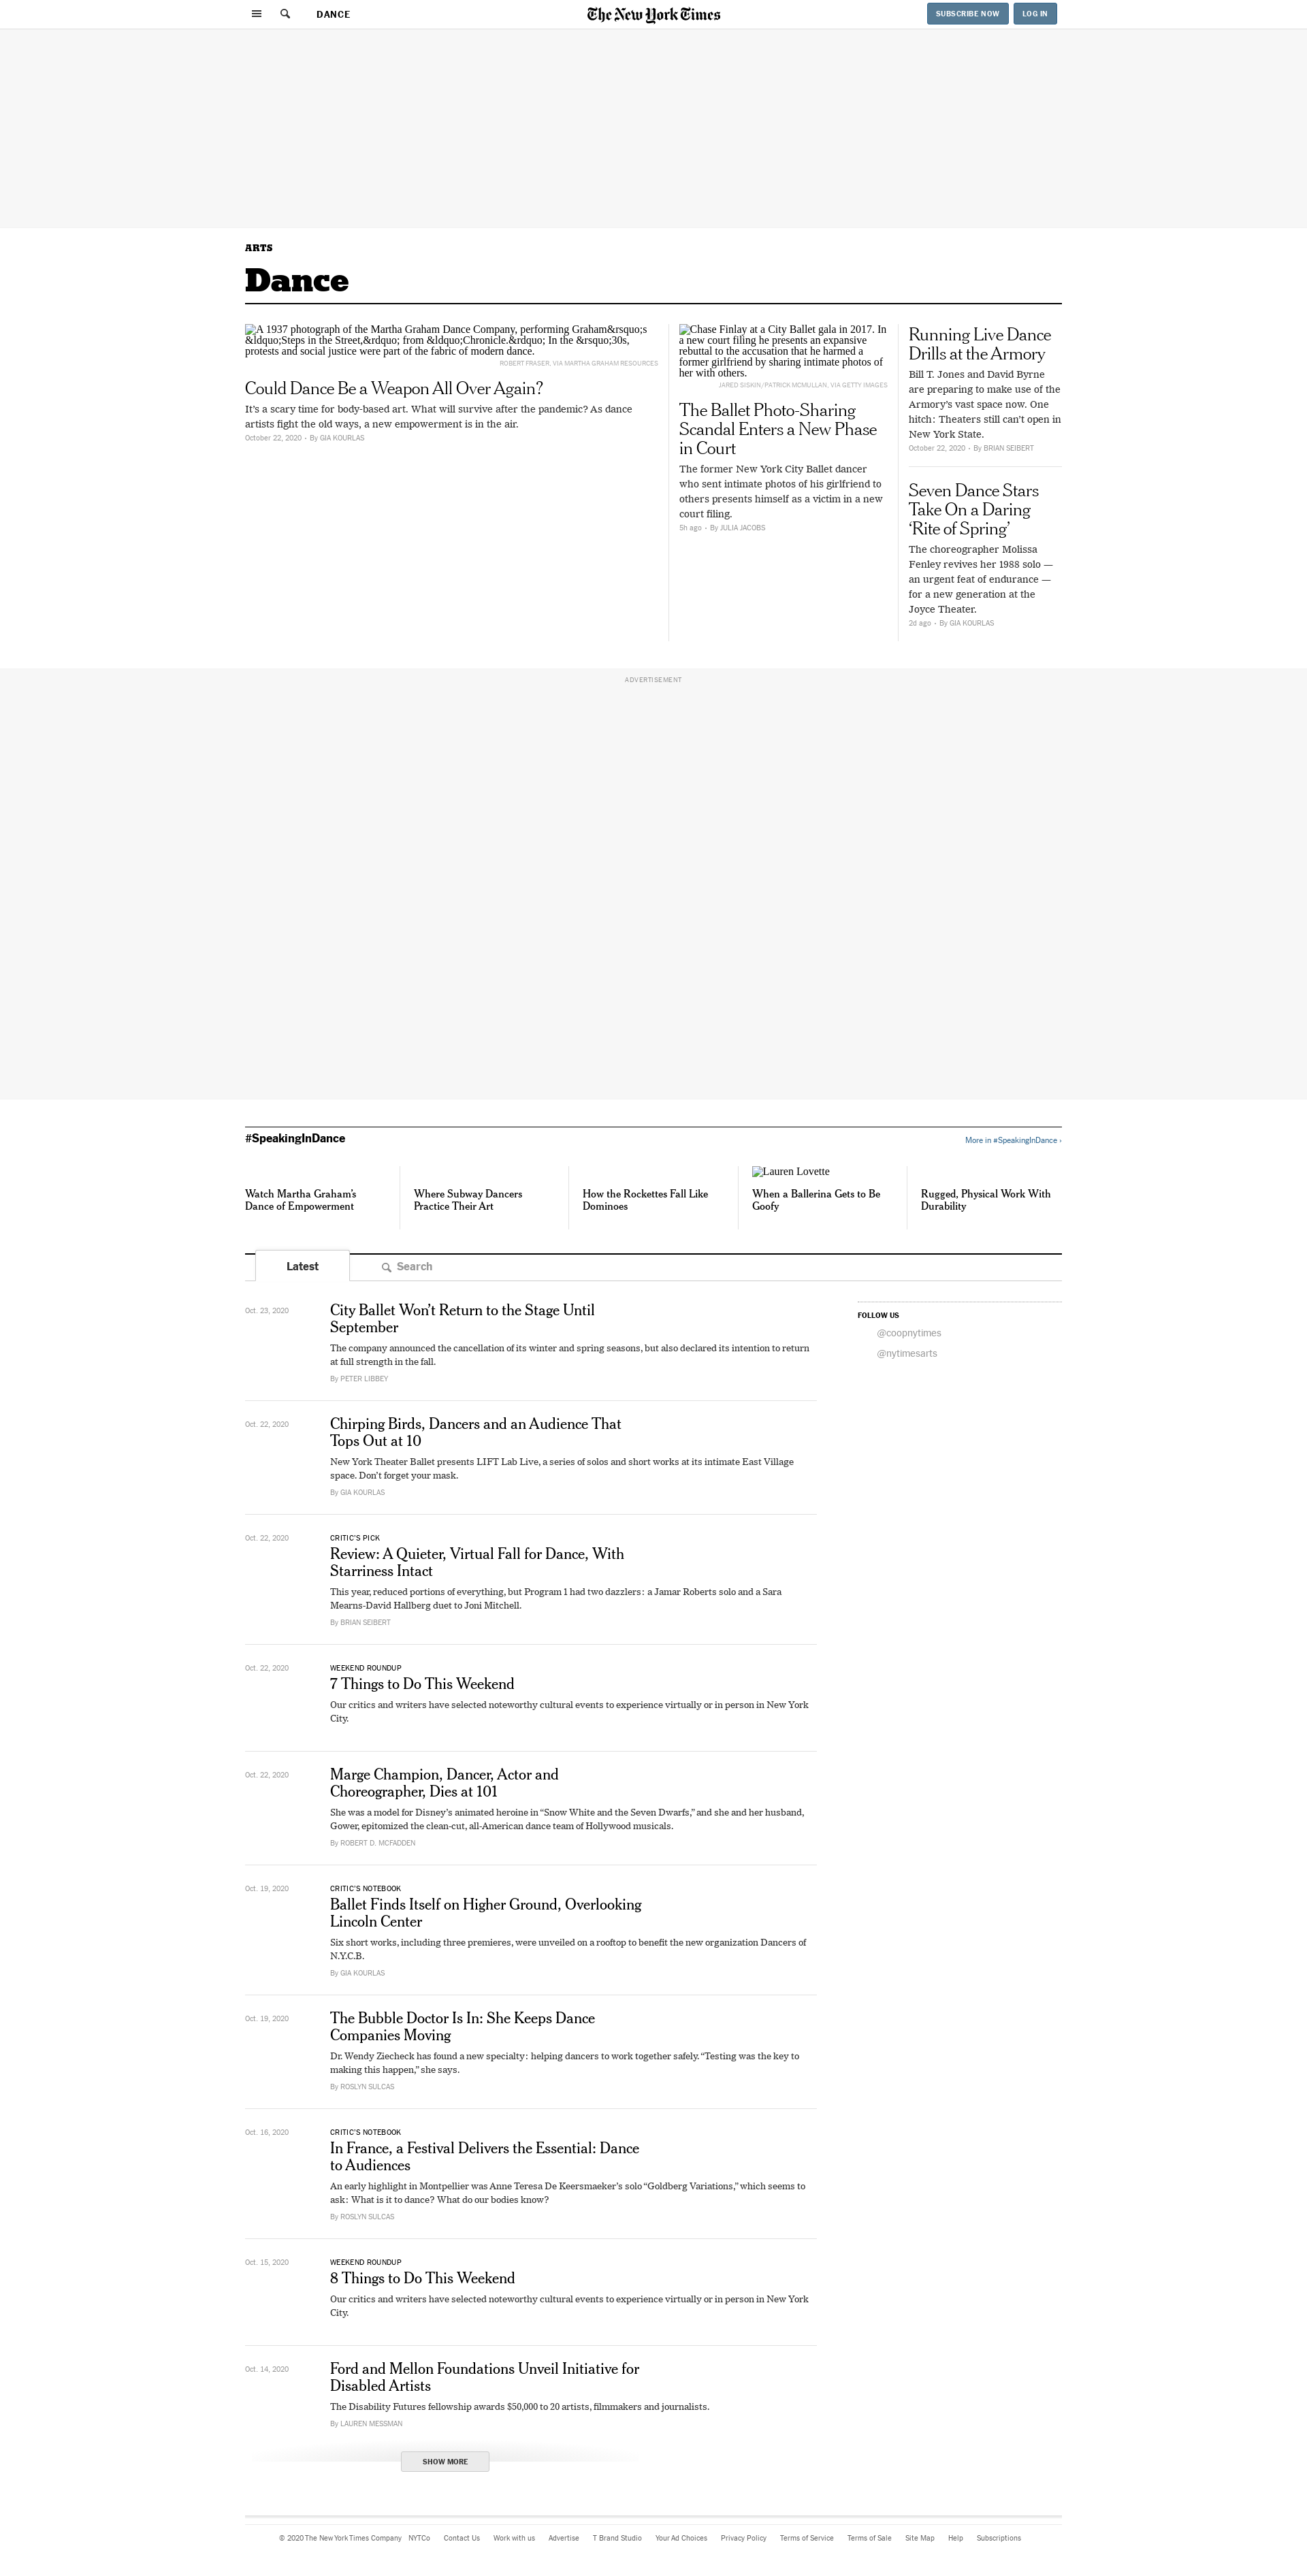 DANCE
The New York Times
SUBSCRIBE NOW
LOG IN
ARTS
Dance
A 1937 photograph of the Martha Graham Dance Company, performing Graham&rsquo;s
&ldquo;Steps in the Street,&rdquo; from &ldquo;Chronicle.&rdquo; In the &rsquo;30s,
protests and social justice were part of the fabric of modern dance.
ROBERT FRASER, VIA MARTHA GRAHAM RESOURCES
Could Dance Be a Weapon All Over Again?
It’s a scary time for body-based art. What will survive after the pandemic? As dance
artists fight the old ways, a new empowerment is in the air.
October 22, 2020 • By GIA KOURLAS
Chase Finlay at a City Ballet gala in 2017. In
a new court filing he presents an expansive
rebuttal to the accusation that he harmed a
former girlfriend by sharing intimate photos of
her with others.
JARED SISKIN/PATRICK MCMULLAN, VIA GETTY IMAGES
The Ballet Photo-Sharing
Scandal Enters a New Phase
in Court
The former New York City Ballet dancer
who sent intimate photos of his girlfriend to
others presents himself as a victim in a new
court filing.
5h ago • By JULIA JACOBS
Running Live Dance
Drills at the Armory
Bill T. Jones and David Byrne
are preparing to make use of the
Armory’s vast space now. One
hitch: Theaters still can’t open in
New York State.
October 22, 2020 • By BRIAN SEIBERT
Seven Dance Stars
Take On a Daring
‘Rite of Spring’
The choreographer Molissa
Fenley revives her 1988 solo —
an urgent feat of endurance —
for a new generation at the
Joyce Theater.
2d ago • By GIA KOURLAS
ADVERTISEMENT
#SpeakingInDance
More in #SpeakingInDance ›
Watch Martha Graham’s
Dance of Empowerment
Where Subway Dancers
Practice Their Art
How the Rockettes Fall Like
Dominoes
Lauren Lovette
When a Ballerina Gets to Be
Goofy
Rugged, Physical Work With
Durability
Latest
Search
Oct. 23, 2020
City Ballet Won’t Return to the Stage Until
September
The company announced the cancellation of its winter and spring seasons, but also declared its intention to return
at full strength in the fall.
By PETER LIBBEY
FOLLOW US
@coopnytimes
@nytimesarts
Oct. 22, 2020
Chirping Birds, Dancers and an Audience That
Tops Out at 10
New York Theater Ballet presents LIFT Lab Live, a series of solos and short works at its intimate East Village
space. Don’t forget your mask.
By GIA KOURLAS
Oct. 22, 2020
CRITIC’S PICK
Review: A Quieter, Virtual Fall for Dance, With
Starriness Intact
This year, reduced portions of everything, but Program 1 had two dazzlers: a Jamar Roberts solo and a Sara
Mearns-David Hallberg duet to Joni Mitchell.
By BRIAN SEIBERT
Oct. 22, 2020
WEEKEND ROUNDUP
7 Things to Do This Weekend
Our critics and writers have selected noteworthy cultural events to experience virtually or in person in New York
City.
Oct. 22, 2020
Marge Champion, Dancer, Actor and
Choreographer, Dies at 101
She was a model for Disney’s animated heroine in “Snow White and the Seven Dwarfs,” and she and her husband,
Gower, epitomized the clean-cut, all-American dance team of Hollywood musicals.
By ROBERT D. MCFADDEN
Oct. 19, 2020
CRITIC’S NOTEBOOK
Ballet Finds Itself on Higher Ground, Overlooking
Lincoln Center
Six short works, including three premieres, were unveiled on a rooftop to benefit the new organization Dancers of
N.Y.C.B.
By GIA KOURLAS
Oct. 19, 2020
The Bubble Doctor Is In: She Keeps Dance
Companies Moving
Dr. Wendy Ziecheck has found a new specialty: helping dancers to work together safely. “Testing was the key to
making this happen,” she says.
By ROSLYN SULCAS
Oct. 16, 2020
CRITIC’S NOTEBOOK
In France, a Festival Delivers the Essential: Dance
to Audiences
An early highlight in Montpellier was Anne Teresa De Keersmaeker’s solo “Goldberg Variations,” which seems to
ask: What is it to dance? What do our bodies know?
By ROSLYN SULCAS
Oct. 15, 2020
WEEKEND ROUNDUP
8 Things to Do This Weekend
Our critics and writers have selected noteworthy cultural events to experience virtually or in person in New York
City.
Oct. 14, 2020
Ford and Mellon Foundations Unveil Initiative for
Disabled Artists
The Disability Futures fellowship awards $50,000 to 20 artists, filmmakers and journalists.
By LAUREN MESSMAN
SHOW MORE
© 2020 The New York Times Company NYTCo Contact Us Work with us Advertise T Brand Studio Your Ad Choices Privacy Policy Terms of Service Terms of Sale Site Map Help Subscriptions